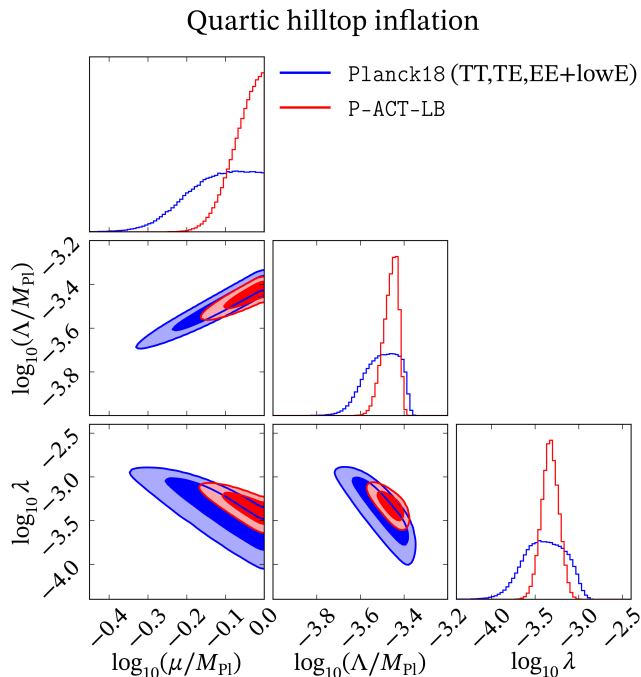 Quartic hilltop inflation
Planck18 (TT,TE,EE+lowE)
P-ACT-LB
log₁₀(Λ/M_Pl)
−3.2
−3.4
−3.6
−3.8
log₁₀ λ
−2.5
−3.0
−3.5
−4.0
−0.4 −0.3 −0.2 −0.1 0.0
−3.8 −3.6 −3.4
−4.0 −3.5 −3.0 −2.5
−3.2
log₁₀(μ/M_Pl)
log₁₀(Λ/M_Pl)
log₁₀ λ